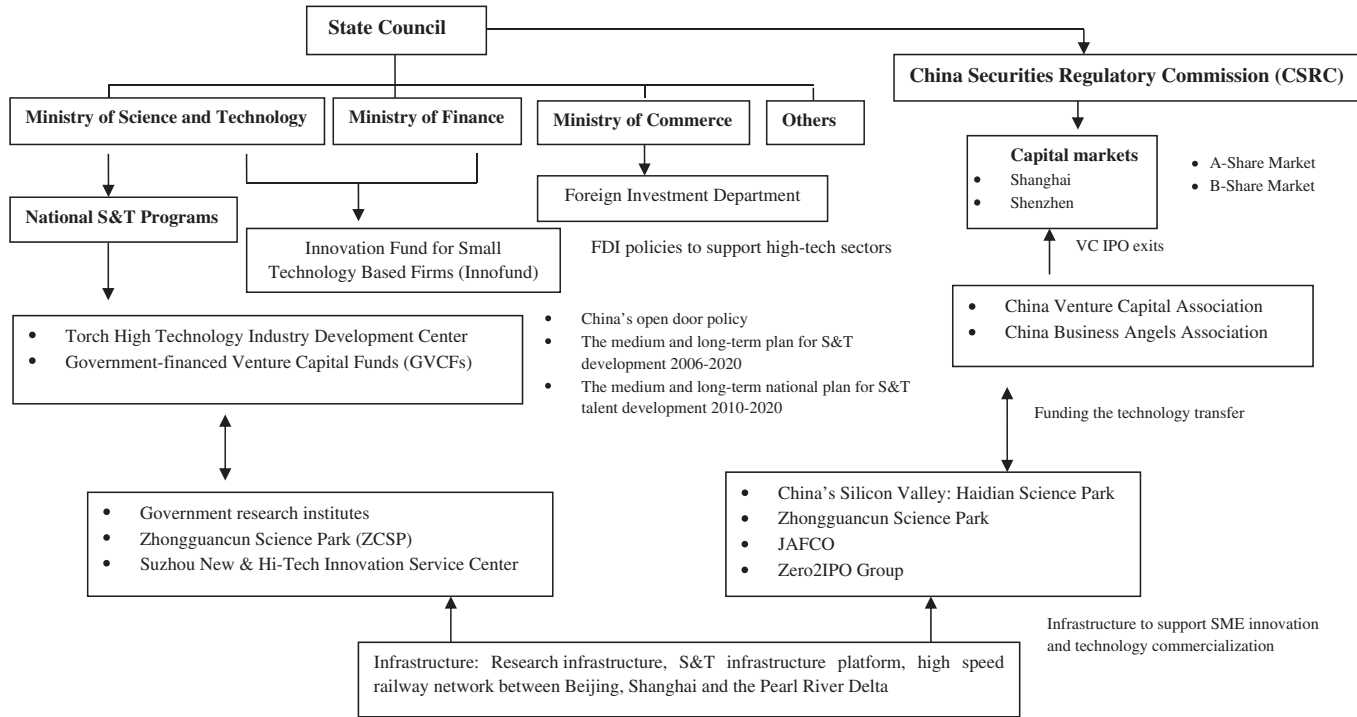 State Council
China Securities Regulatory Commission (CSRC)
Ministry of Science and Technology
Ministry of Finance
Ministry of Commerce
Others
Capital markets
• Shanghai
• Shenzhen
• A-Share Market
• B-Share Market
Foreign Investment Department
National S&T Programs
Innovation Fund for Small
Technology Based Firms (Innofund)
FDI policies to support high-tech sectors
VC IPO exits
• China Venture Capital Association
• China Business Angels Association
• Torch High Technology Industry Development Center
• Government-financed Venture Capital Funds (GVCFs)
• China's open door policy
• The medium and long-term plan for S&T
development 2006-2020
• The medium and long-term national plan for S&T
talent development 2010-2020
Funding the technology transfer
• Government research institutes
• Zhongguancun Science Park (ZCSP)
• Suzhou New & Hi-Tech Innovation Service Center
• China's Silicon Valley: Haidian Science Park
• Zhongguancun Science Park
• JAFCO
• Zero2IPO Group
Infrastructure to support SME innovation
and technology commercialization
Infrastructure: Research infrastructure, S&T infrastructure platform, high speed
railway network between Beijing, Shanghai and the Pearl River Delta